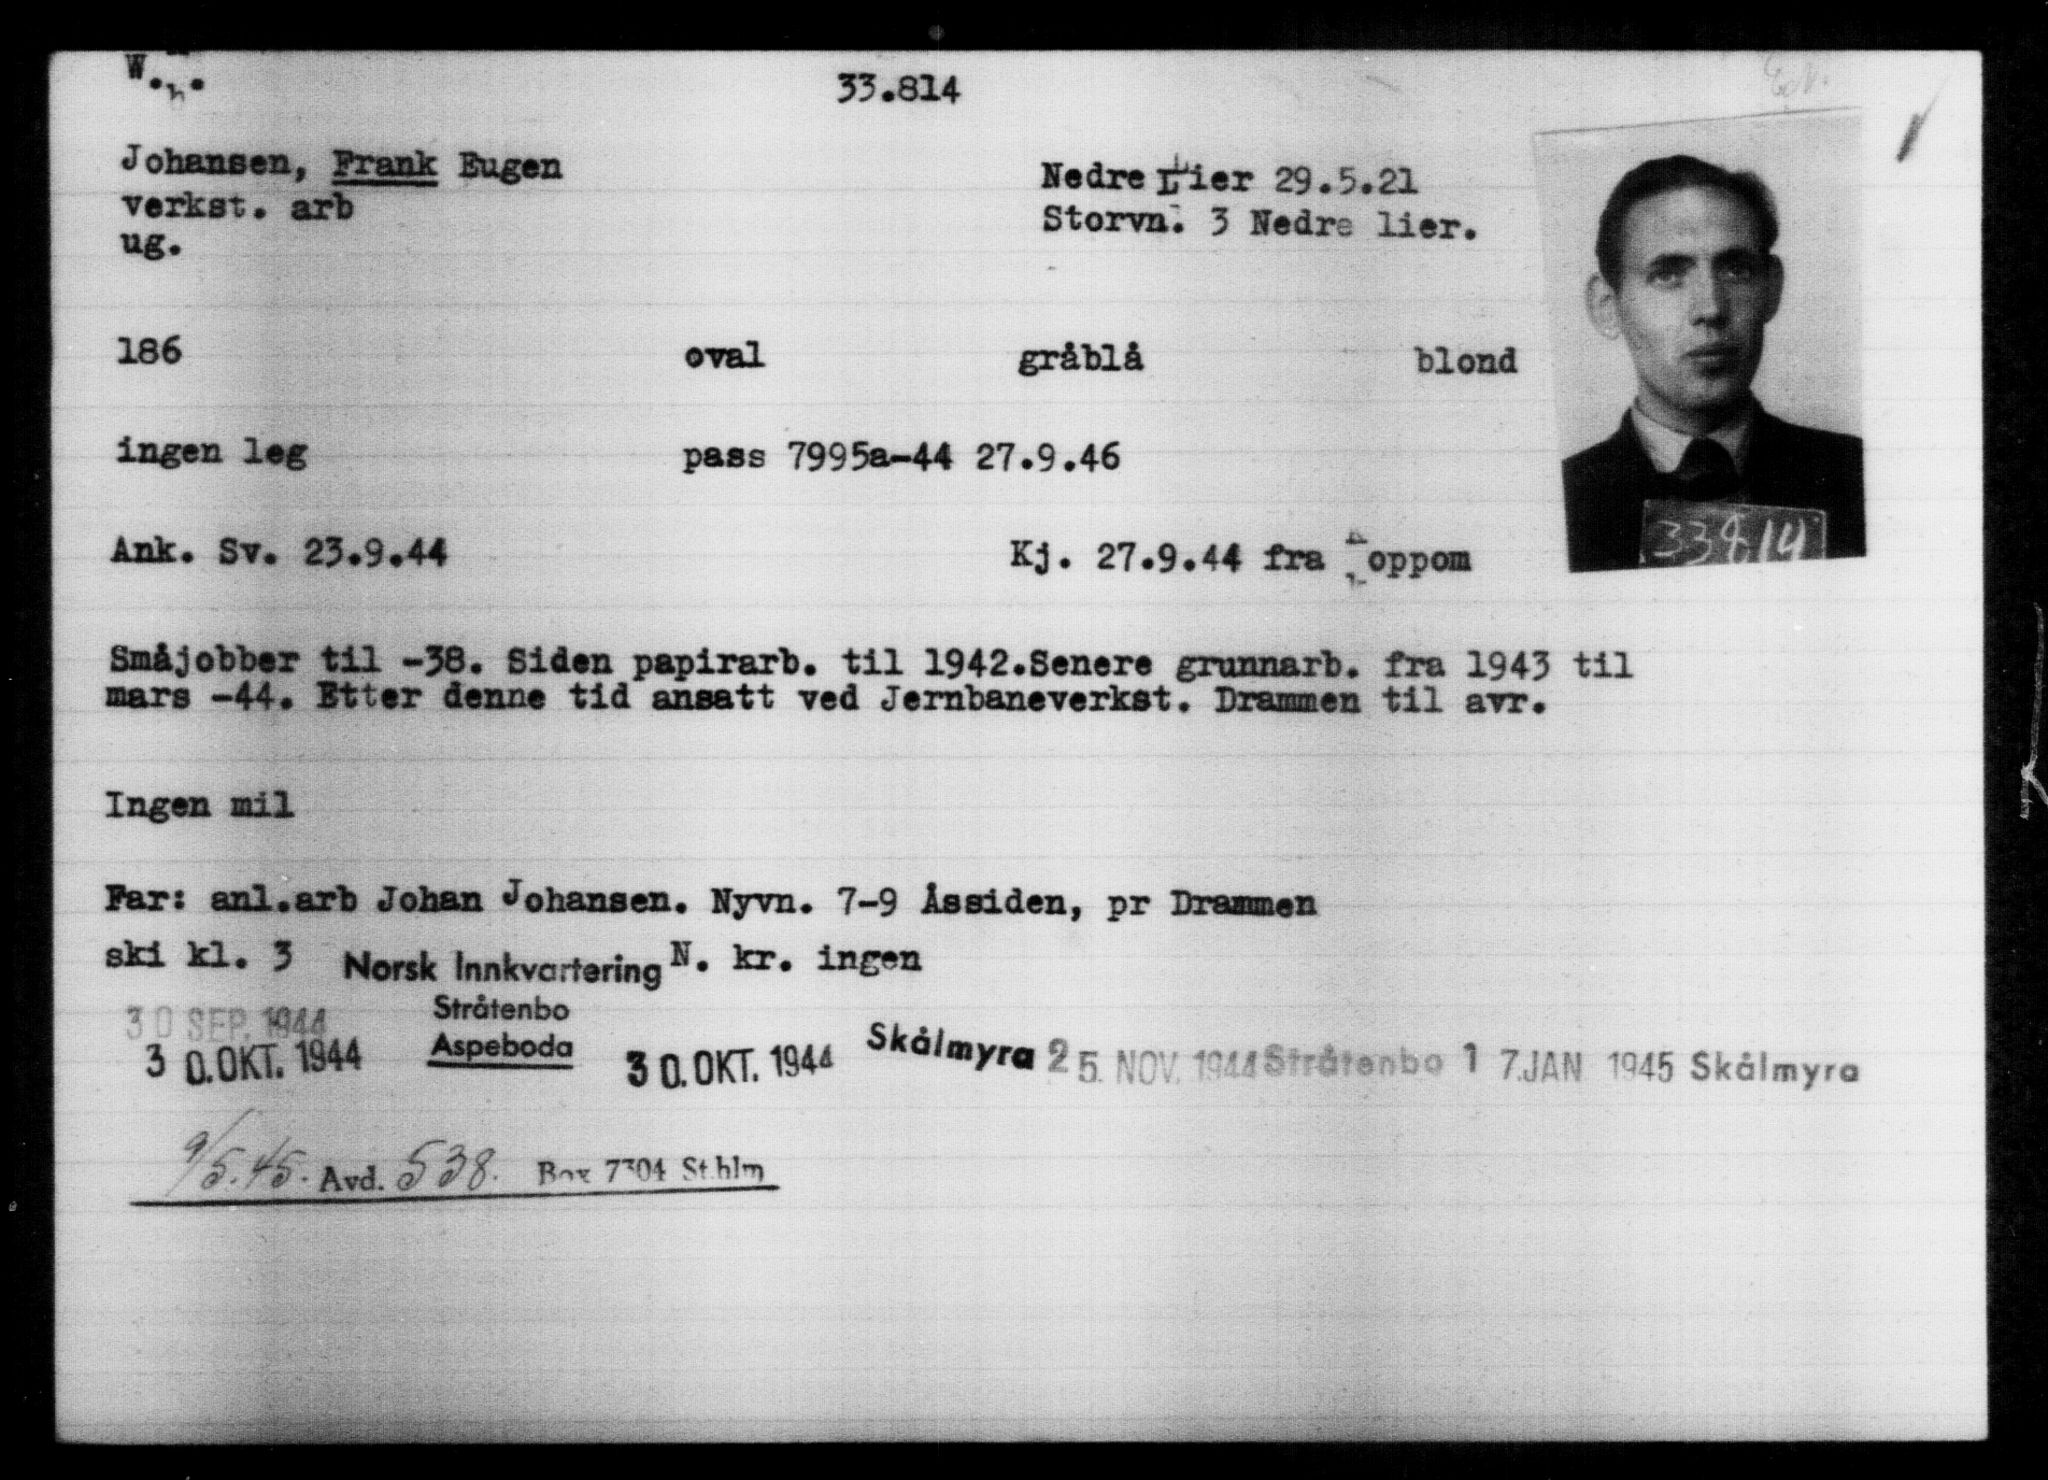 W.
33.814
Johansen, Frank Eugen
verkst. arb
ug.
Nedre Lier 29.5.21
Storvn. 3 Nedre lier.
186 oval gråblå blond
ingen leg pass 7995a-44 27.9.46
33814
Ank. Sv. 23.9.44 Kj. 27.9.44 fra Koppom
Småjobber til -38. Siden papirarb. til 1942.Senere grunnarb. fra 1943 til
mars -44. Etter denne tid ansatt ved Jernbaneverkst. Drammen til avr.
Ingen mil
Far: anl.arb Johan Johansen. Nyvn. 7-9 Åssiden, pr Drammen
ski kl. 3 Norsk Innkvartering N. kr. ingen
30 SEP. 1944 Stråtenbo
30.OKT. 1944 Aspeboda 30.OKT. 1944 Skålmyra 25. NOV. 1944 Stråtenbo 17.JAN 1945 Skålmyra
9/5.45. Avd. 538. Box 7304 Sthlm